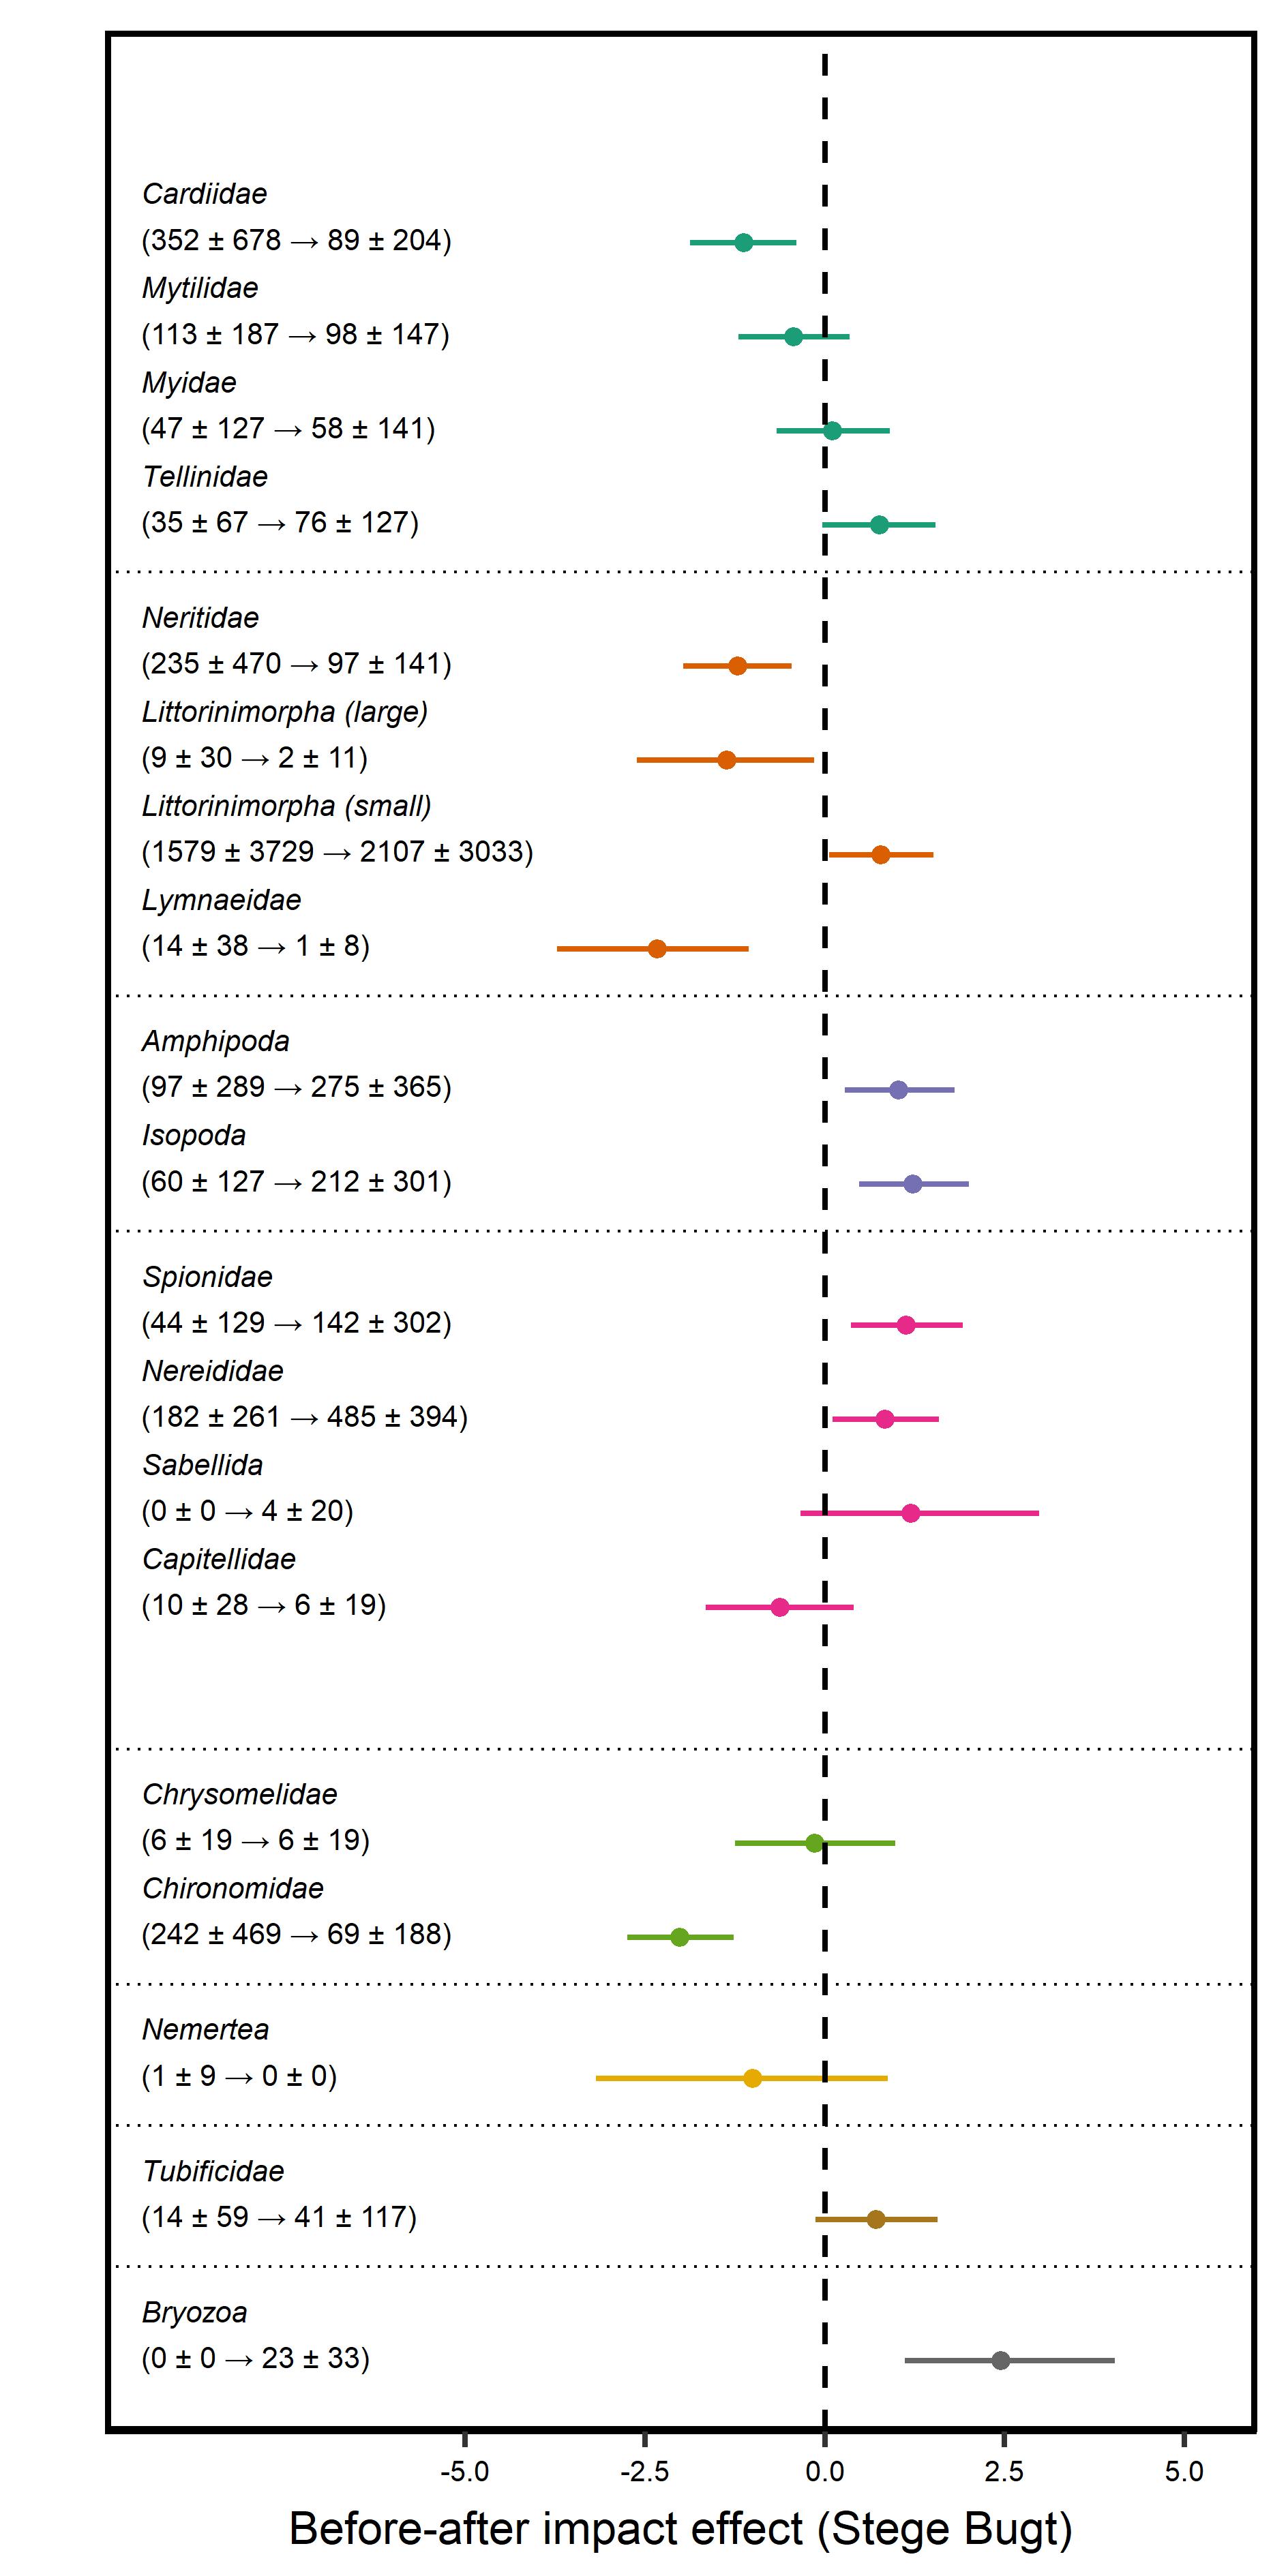 Cardiidae
(352 ± 678 → 89 ± 204)
Mytilidae
(113 ± 187 → 98 ± 147)
Myidae
(47 ± 127 → 58 ± 141)
Tellinidae
(35 ± 67 → 76 ± 127)
Neritidae
(235 ± 470 → 97 ± 141)
Littorinimorpha (large)
(9 ± 30 → 2 ± 11)
Littorinimorpha (small)
(1579 ± 3729 → 2107 ± 3033)
Lymnaeidae
(14 ± 38 → 1 ± 8)
Amphipoda
(97 ± 289 → 275 ± 365)
Isopoda
(60 ± 127 → 212 ± 301)
Spionidae
(44 ± 129 → 142 ± 302)
Nereididae
(182 ± 261 → 485 ± 394)
Sabellida
(0 ± 0 → 4 ± 20)
Capitellidae
(10 ± 28 → 6 ± 19)
Chrysomelidae
(6 ± 19 → 6 ± 19)
Chironomidae
(242 ± 469 → 69 ± 188)
Nemertea
(1 ± 9 → 0 ± 0)
Tubificidae
(14 ± 59 → 41 ± 117)
Bryozoa
(0 ± 0 → 23 ± 33)
-5.0 -2.5 0.0 2.5 5.0
Before-after impact effect (Stege Bugt)